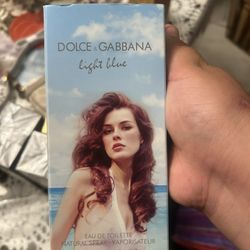 DOLCE & GABBANA
light blue
EAU DE TOILETTE
NATURAL SPRAY - VAPORISATEUR